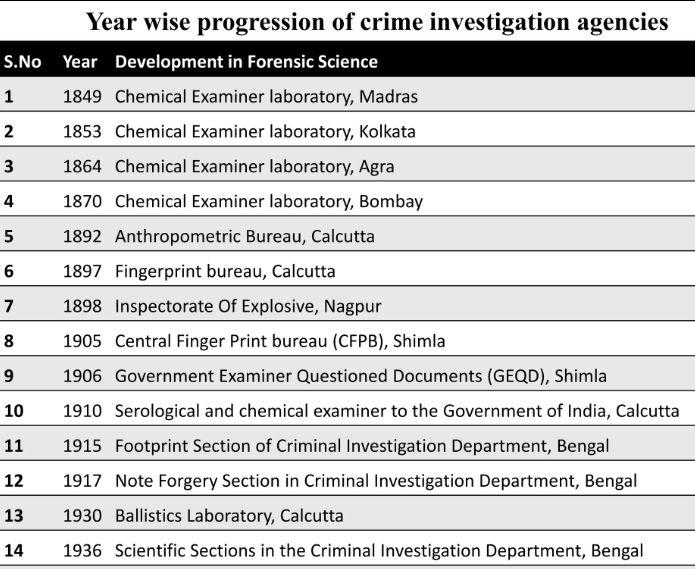 Year wise progression of crime investigation agencies
S.No Year Development in Forensic Science
1 1849 Chemical Examiner laboratory, Madras
2 1853 Chemical Examiner laboratory, Kolkata
3 1864 Chemical Examiner laboratory, Agra
4 1870 Chemical Examiner laboratory, Bombay
5 1892 Anthropometric Bureau, Calcutta
6 1897 Fingerprint bureau, Calcutta
7 1898 Inspectorate Of Explosive, Nagpur
8 1905 Central Finger Print bureau (CFPB), Shimla
9 1906 Government Examiner Questioned Documents (GEQD), Shimla
10 1910 Serological and chemical examiner to the Government of India, Calcutta
11 1915 Footprint Section of Criminal Investigation Department, Bengal
12 1917 Note Forgery Section in Criminal Investigation Department, Bengal
13 1930 Ballistics Laboratory, Calcutta
14 1936 Scientific Sections in the Criminal Investigation Department, Bengal